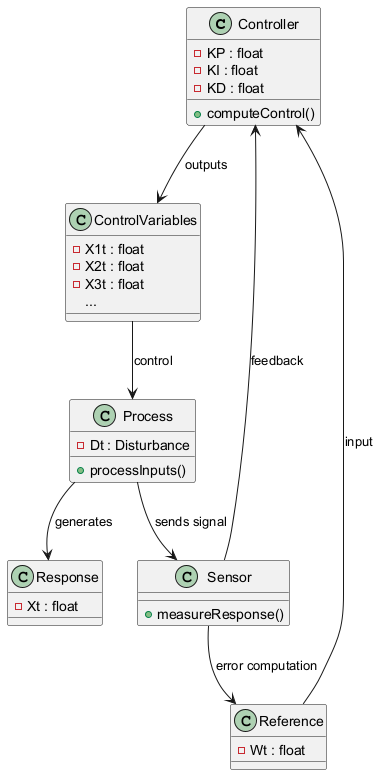 C Controller
KP : float
KI : float
KD : float
computeControl()
outputs
C ControlVariables
X1t : float
X2t : float
X3t : float
...
control
feedback
C Process
Dt : Disturbance
processInputs()
input
generates
sends signal
C Response
Xt : float
C Sensor
measureResponse()
error computation
C Reference
Wt : float